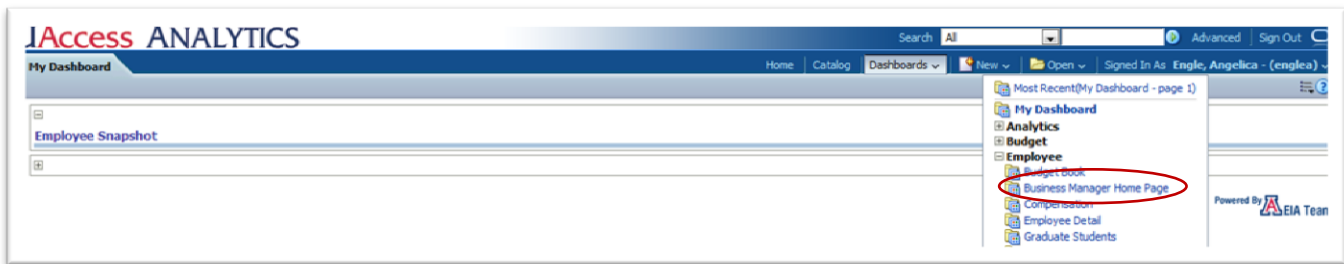 UAccess ANALYTICS
Search All Advanced Sign Out
My Dashboard
Home Catalog Dashboards New Open Signed In As Engle, Angelica - (englea)
Most Recent(My Dashboard - page 1)
My Dashboard
Employee Snapshot
Analytics
Budget
Employee
Budget Book
Business Manager Home Page
Compensation
Employee Detail
Graduate Students
Powered By A EIA Team